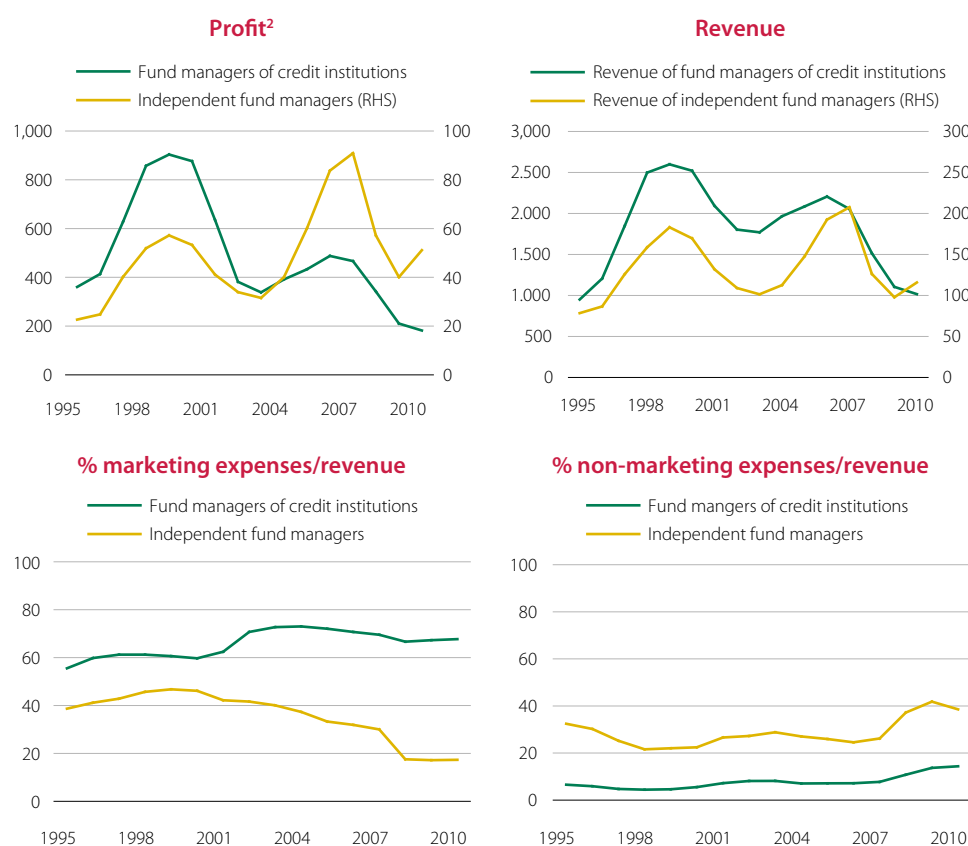 Profit²
Fund managers of credit institutions
Independent fund managers (RHS)
1,000 100
800 80
600 60
400 40
200 20
0 0
1995 1998 2001 2004 2007 2010
Revenue
Revenue of fund managers of credit institutions
Revenue of independent fund managers (RHS)
3,000 300
2.500 250
2.000 200
1.500 150
1.000 100
500 50
0 0
1995 1998 2001 2004 2007 2010
% marketing expenses/revenue
Fund managers of credit institutions
Independent fund managers
100
80
60
40
20
0
1995 1998 2001 2004 2007 2010
% non-marketing expenses/revenue
Fund mangers of credit institutions
Independent fund managers
100
80
60
40
20
0
1995 1998 2001 2004 2007 2010